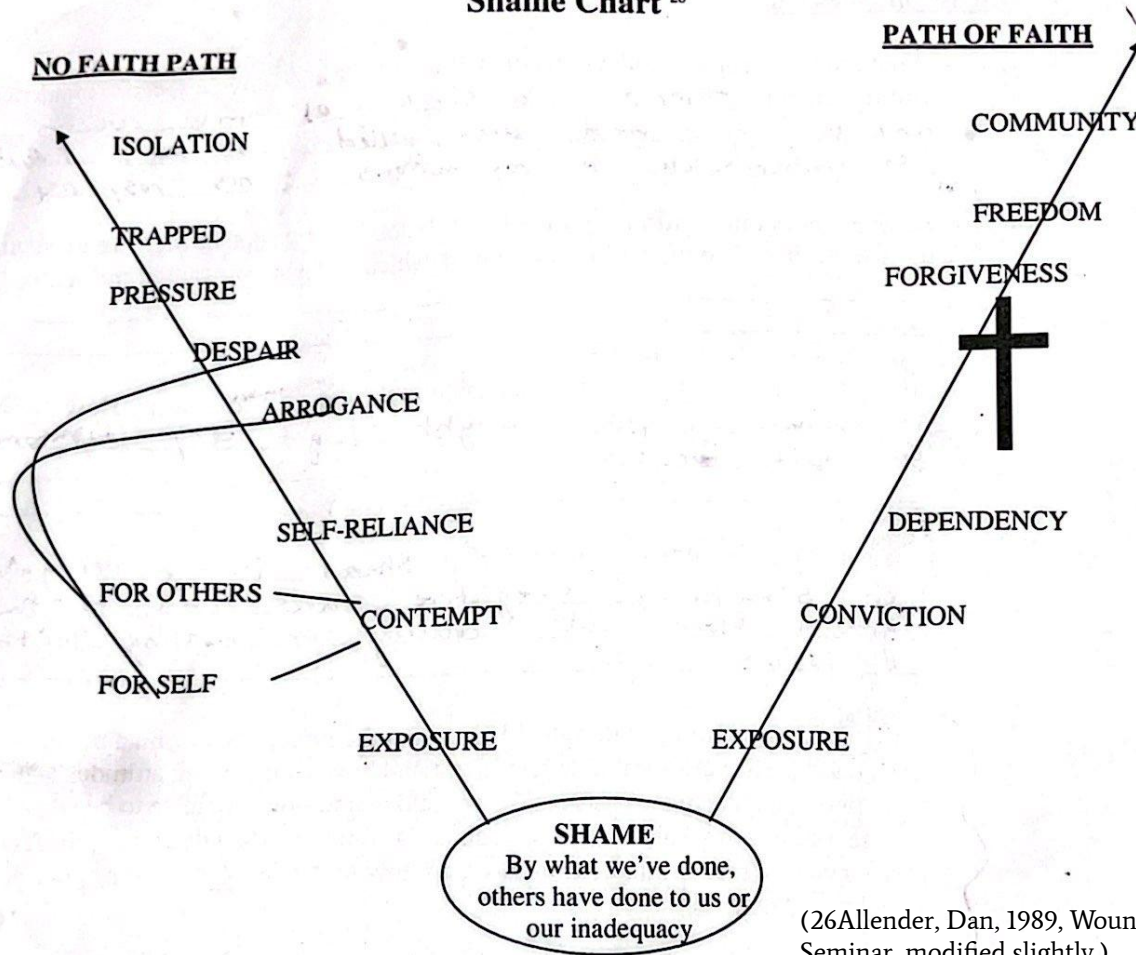 Shame Chart 26
NO FAITH PATH
ISOLATION
TRAPPED
PRESSURE
DESPAIR
ARROGANCE
SELF-RELIANCE
FOR OTHERS
CONTEMPT
FOR SELF
EXPOSURE
PATH OF FAITH
COMMUNITY
FREEDOM
FORGIVENESS
DEPENDENCY
CONVICTION
EXPOSURE
SHAME
By what we've done,
others have done to us or
our inadequacy
(26Allender, Dan, 1989, Woun
Seminar, modified slightly.)